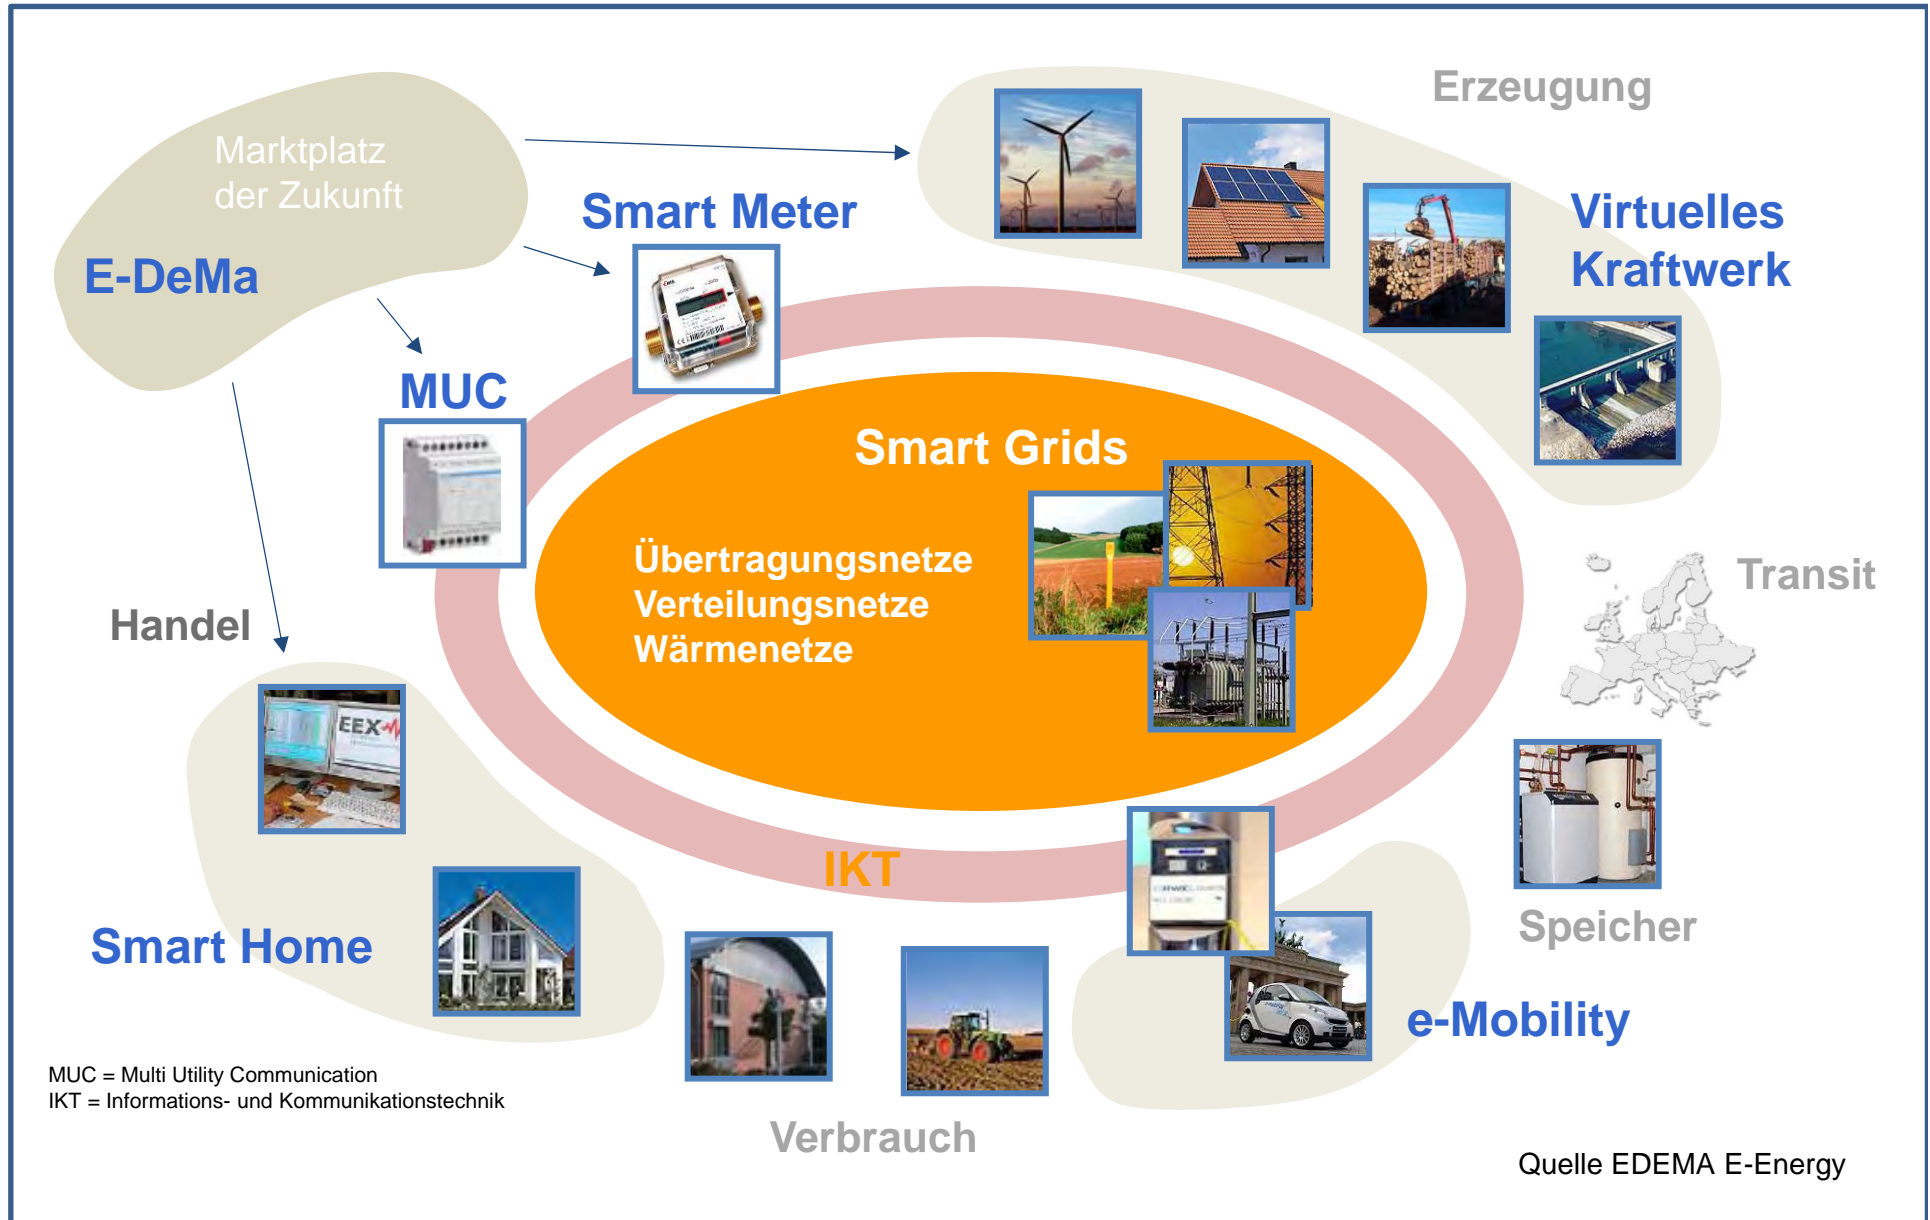 Erzeugung
Marktplatz
der Zukunft
E-DeMa
Smart Meter
Virtuelles
Kraftwerk
MUC
Smart Grids
Übertragungsnetze
Verteilungsnetze
Wärmenetze
Transit
Handel
EEX
IKT
Speicher
Smart Home
e-Mobility
MUC = Multi Utility Communication
IKT = Informations- und Kommunikationstechnik
Verbrauch
Quelle EDEMA E-Energy